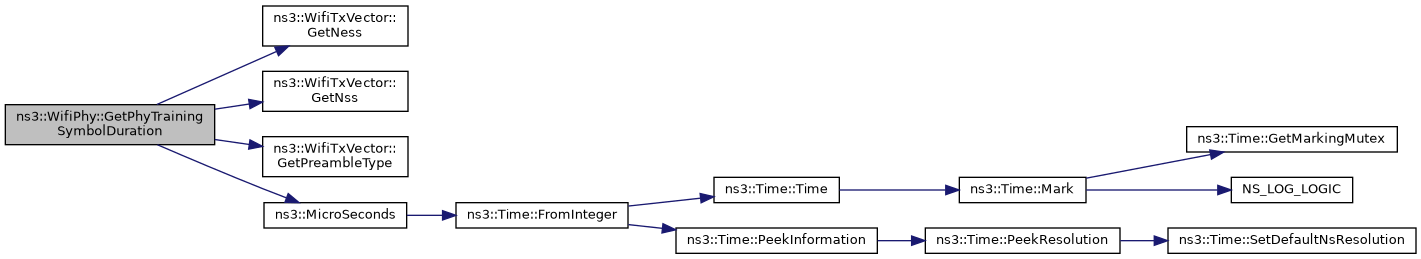 ns3::WifiPhy::GetPhyTraining
SymbolDuration
ns3::WifiTxVector::
GetNess
ns3::WifiTxVector::
GetNss
ns3::WifiTxVector::
GetPreambleType
ns3::MicroSeconds
ns3::Time::FromInteger
ns3::Time::Time
ns3::Time::Mark
ns3::Time::GetMarkingMutex
NS_LOG_LOGIC
ns3::Time::PeekInformation
ns3::Time::PeekResolution
ns3::Time::SetDefaultNsResolution